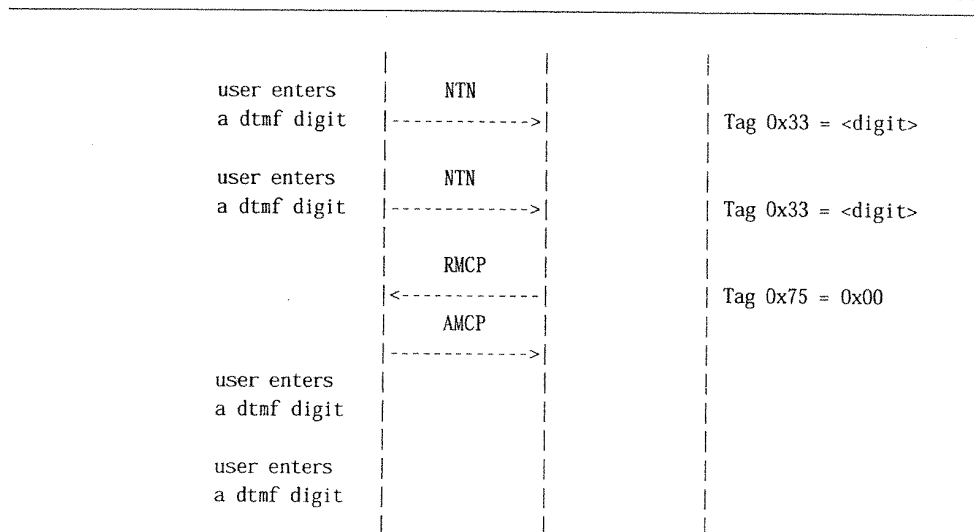 user enters NTN
a dtmf digit |------------->| Tag 0x33 = <digit>
user enters NTN
a dtmf digit |------------->| Tag 0x33 = <digit>
RMCP
|<-------------| Tag 0x75 = 0x00
AMCP
|------------->|
user enters
a dtmf digit
user enters
a dtmf digit